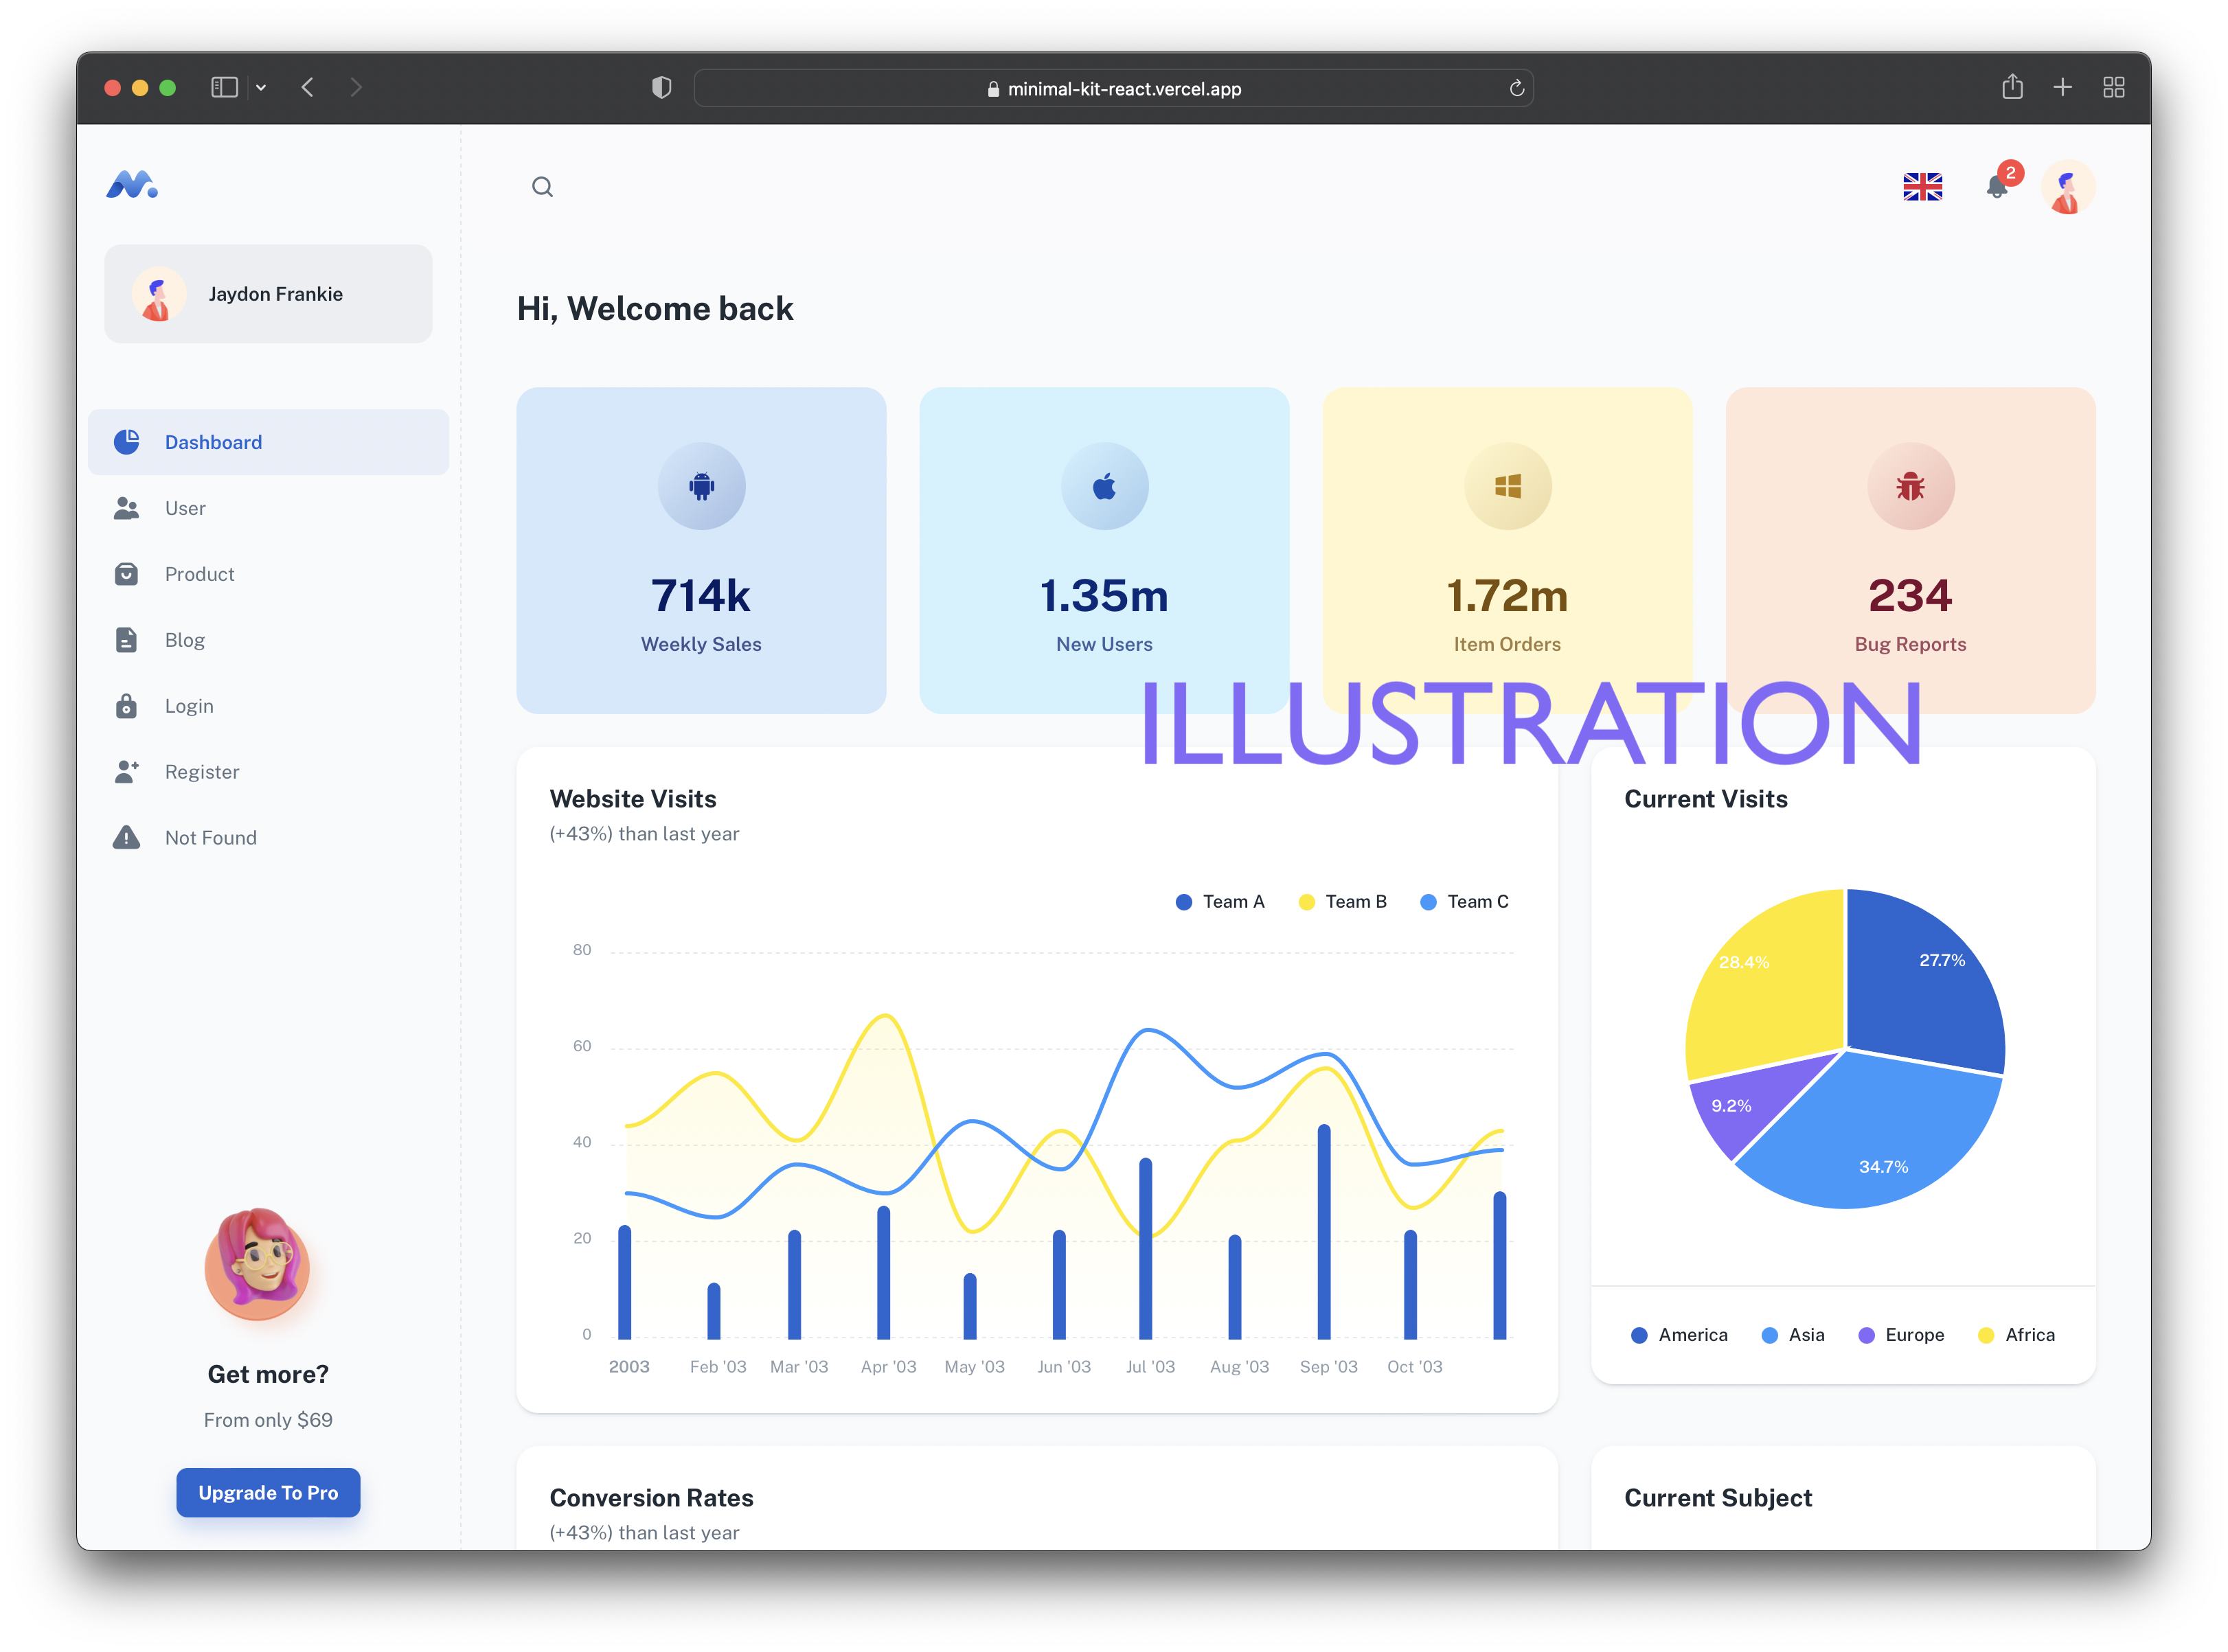 minimal-kit-react.vercel.app
2
Jaydon Frankie
Hi, Welcome back
Dashboard
User
Product
Blog
Login
Register
Not Found
Get more?
From only $69
Upgrade To Pro
714k
Weekly Sales
1.35m
New Users
1.72m
Item Orders
234
Bug Reports
ILLUSTRATION
Website Visits
(+43%) than last year
Team A Team B Team C
80
60
40
20
0
2003 Feb '03 Mar '03 Apr '03 May '03 Jun '03 Jul '03 Aug '03 Sep '03 Oct '03
Current Visits
28.4% 27.7%
9.2%
34.7%
America Asia Europe Africa
Conversion Rates
(+43%) than last year
Current Subject